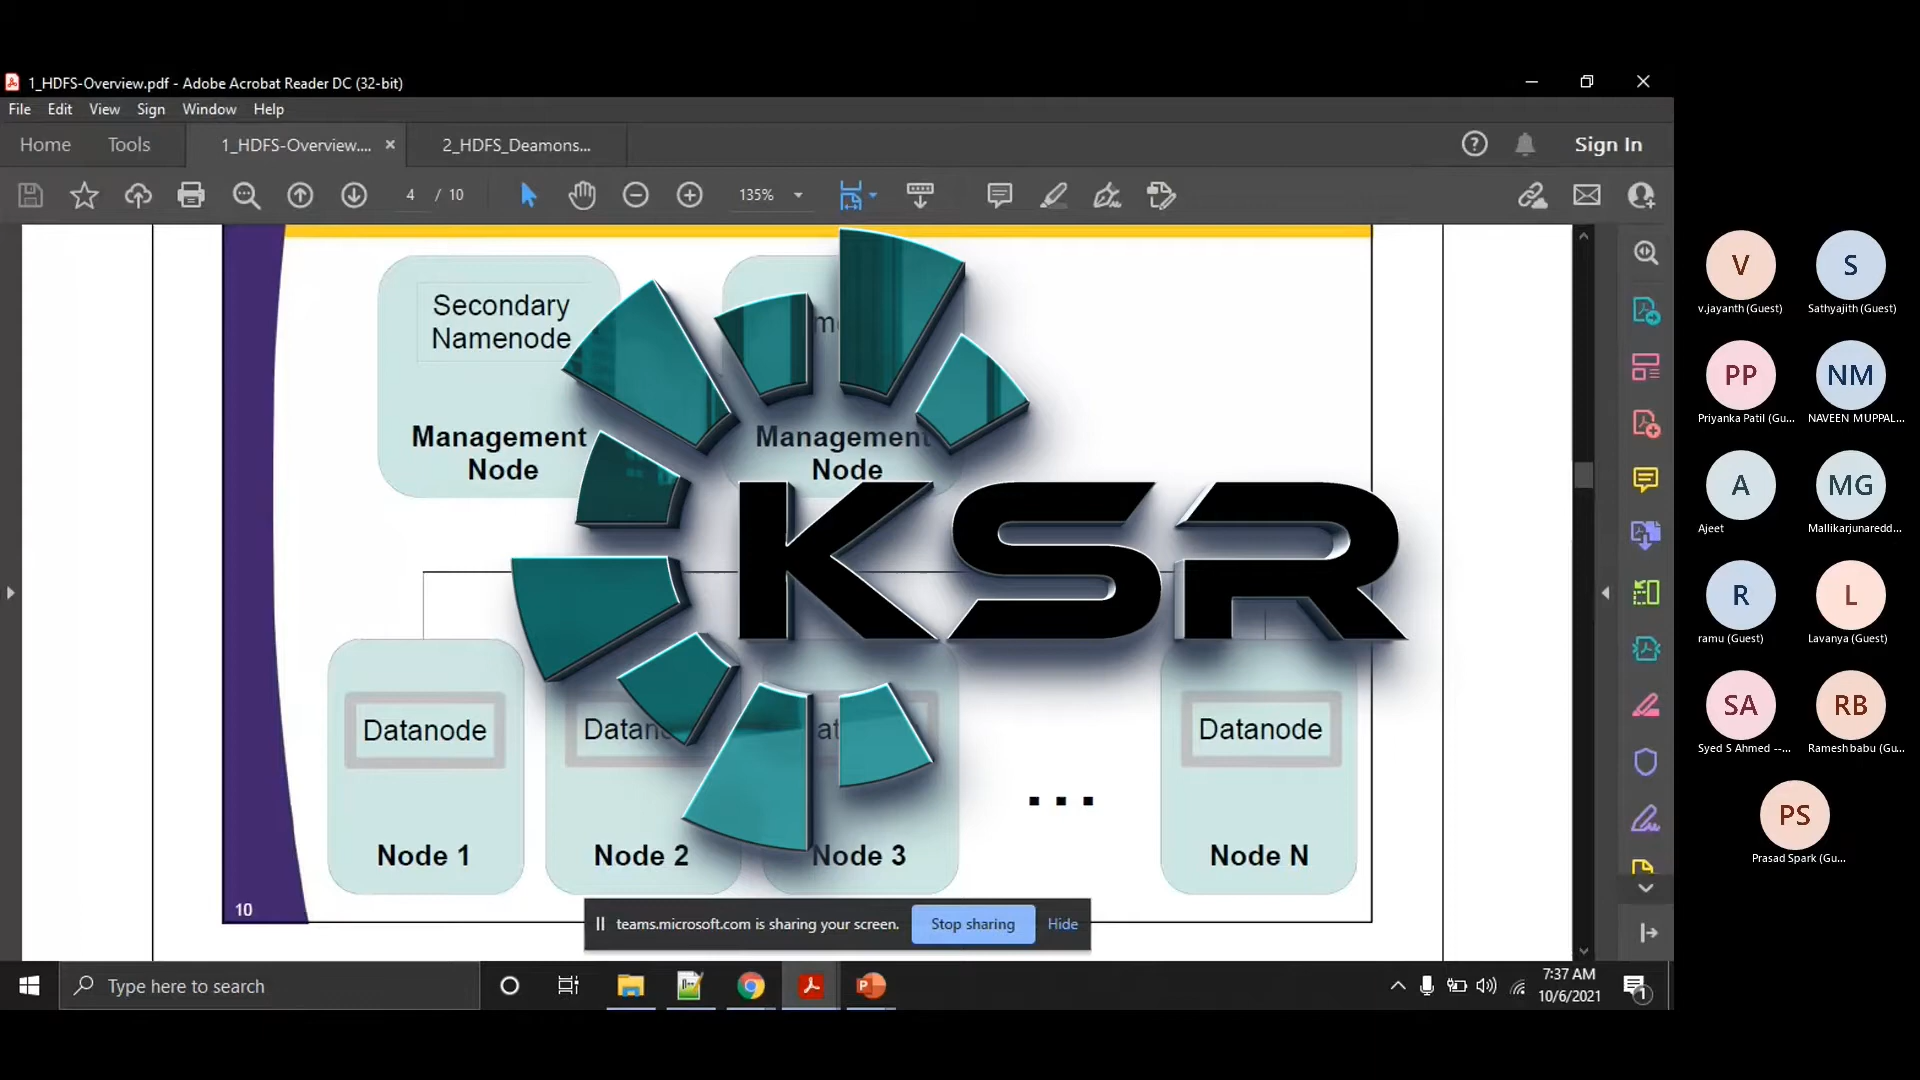 1_HDFS-Overview.pdf - Adobe Acrobat Reader DC (32-bit)
File Edit View Sign Window Help
Home Tools 1_HDFS-Overview.... × 2_HDFS_Deamons... Sign In
4 / 10 135%
Secondary
Namenode
Management
Node
Management
Node
KSR
Datanode
Datanode
Node 1
Node 2
Node 3
Node N
...
10
teams.microsoft.com is sharing your screen. Stop sharing Hide
Type here to search
7:37 AM
10/6/2021
1
V S
v.jayanth (Guest) Sathyajith (Guest)
PP NM
Priyanka Patil (Gu... NAVEEN MUPPAL...
A MG
Ajeet Mallikarjunaredd...
R L
ramu (Guest) Lavanya (Guest)
SA RB
Syed S Ahmed --... Rameshbabu (Gu...
PS
Prasad Spark (Gu...